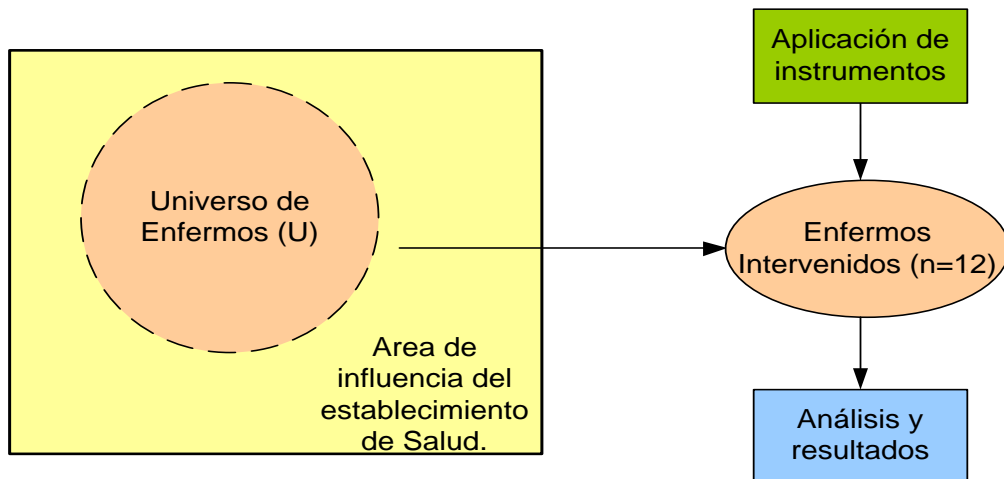 Universo de
Enfermos (U)
Area de
influencia del
establecimiento
de Salud.
Aplicación de
instrumentos
Enfermos
Intervenidos (n=12)
Análisis y
resultados